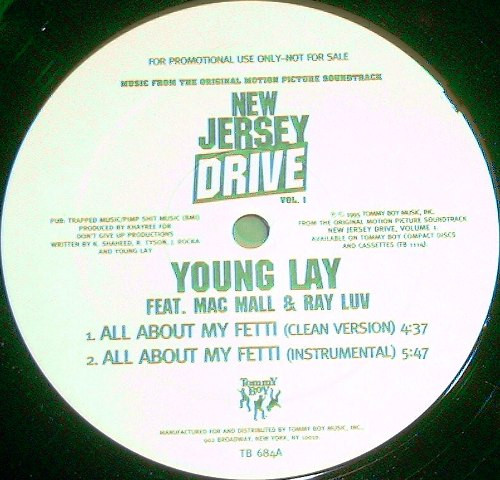 FOR PROMOTIONAL USE ONLY–NOT FOR SALE
MUSIC FROM THE ORIGINAL MOTION PICTURE SOUNDTRACK
NEW
JERSEY
DRIVE
VOL. 1
PUB: TRAPPED MUSIC/PIMP SHIT MUSIC (BMI)
PRODUCED BY KHAYREE FOR
DON'T GIVE UP PRODUCTIONS
WRITTEN BY K. SHAHEED, R. TYSON, J. ROCKA
AND YOUNG LAY
℗ © 1995 TOMMY BOY MUSIC, INC.
FROM THE ORIGINAL MOTION PICTURE SOUNDTRACK
NEW JERSEY DRIVE, VOLUME 1.
AVAILABLE ON TOMMY BOY COMPACT DISCS
AND CASSETTES (TB 1114)
YOUNG LAY
FEAT. MAC MALL & RAY LUV
1. ALL ABOUT MY FETTI (CLEAN VERSION) 4:37
2. ALL ABOUT MY FETTI (INSTRUMENTAL) 5:47
Tommy
Boy
MANUFACTURED FOR AND DISTRIBUTED BY TOMMY BOY MUSIC, INC.,
902 BROADWAY, NEW YORK, NY 10010.
TB 684A